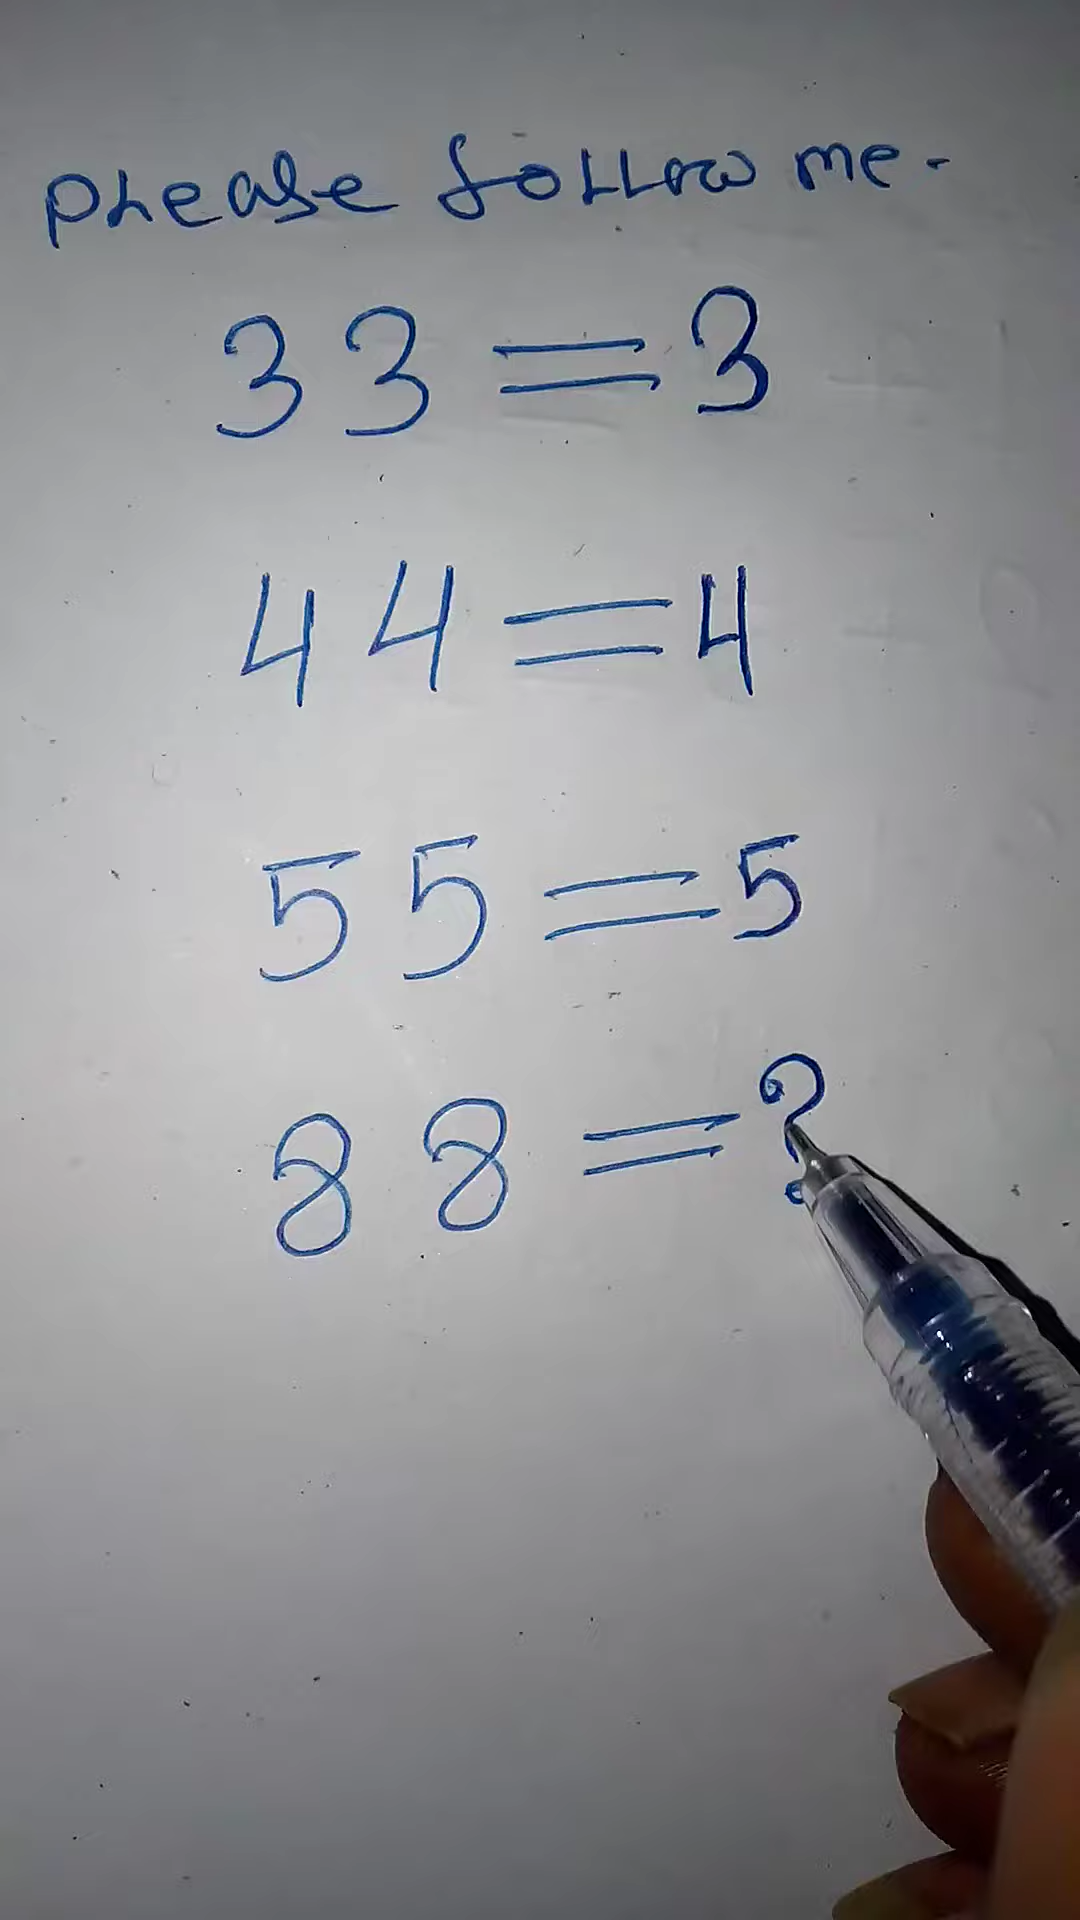 please follow me.
33 = 3
44 = 4
55 = 5
88 = ?